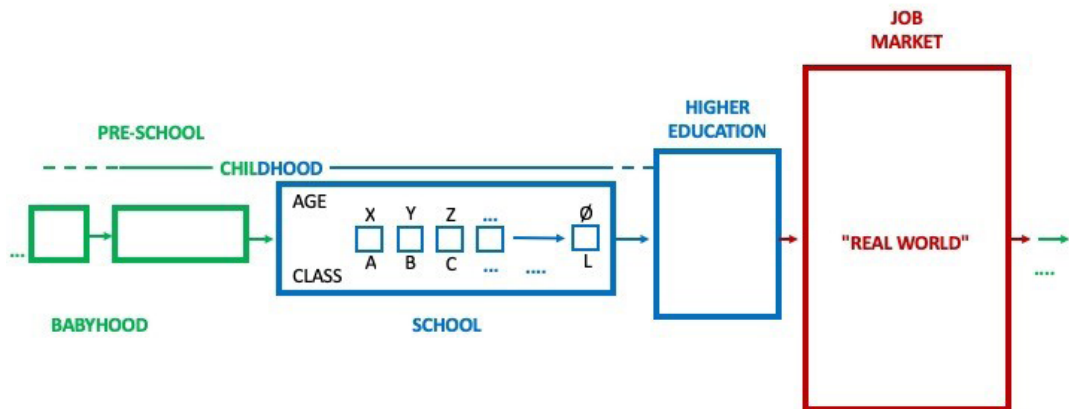 JOB
MARKET
HIGHER
EDUCATION
PRE-SCHOOL
CHILDHOOD
AGE
X Y Z ... Ø
A B C ... .... L
CLASS
...
"REAL WORLD"
....
BABYHOOD
SCHOOL